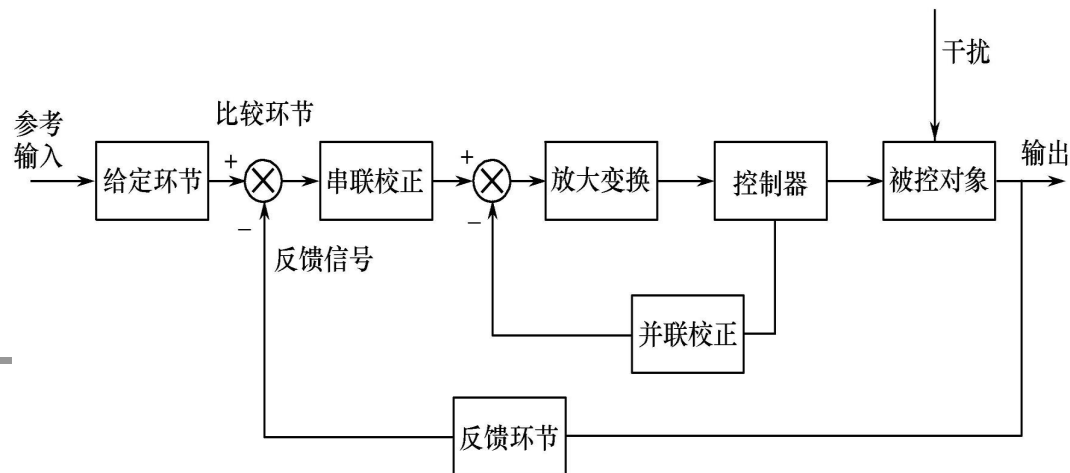 干扰
比较环节
参考
输入
输出
+
+
给定环节
串联校正
放大变换
控制器
被控对象
−
−
反馈信号
并联校正
反馈环节